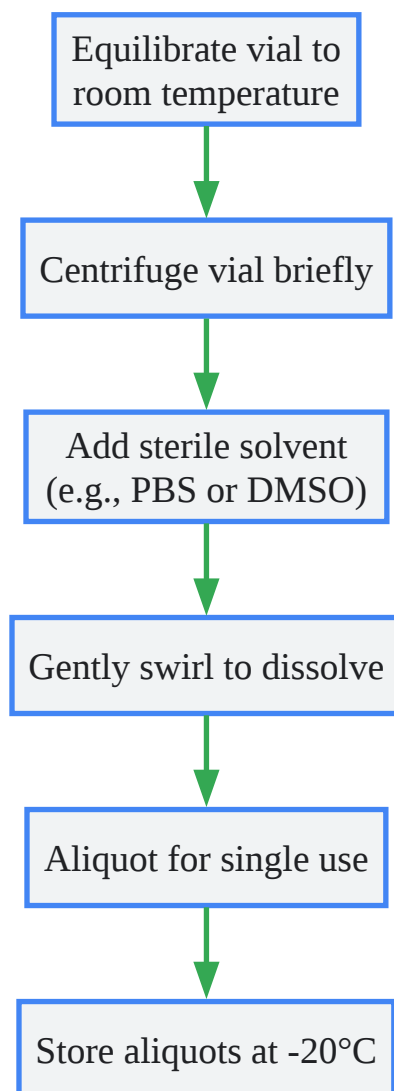 Equilibrate vial to
room temperature
Centrifuge vial briefly
Add sterile solvent
(e.g., PBS or DMSO)
Gently swirl to dissolve
Aliquot for single use
Store aliquots at -20°C